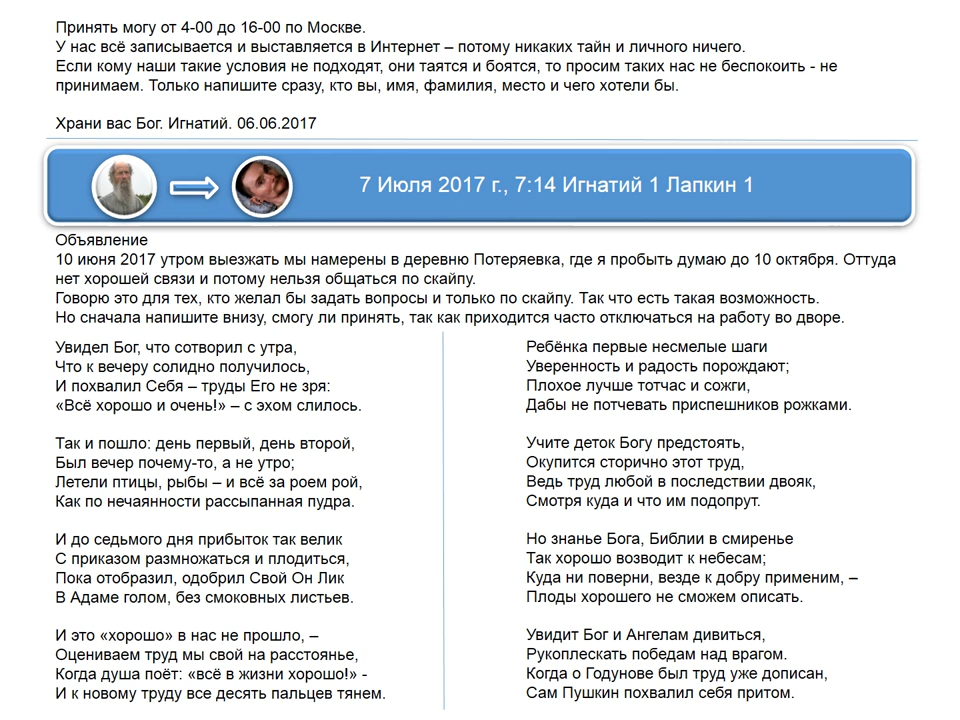 Принять могу от 4-00 до 16-00 по Москве.
У нас всё записывается и выставляется в Интернет – потому никаких тайн и личного ничего.
Если кому наши такие условия не подходят, они таятся и боятся, то просим таких нас не беспокоить - не
принимаем. Только напишите сразу, кто вы, имя, фамилия, место и чего хотели бы.
Храни вас Бог. Игнатий. 06.06.2017
7 Июля 2017 г., 7:14 Игнатий 1 Лапкин 1
Объявление
10 июня 2017 утром выезжать мы намерены в деревню Потеряевка, где я пробыть думаю до 10 октября. Оттуда
нет хорошей связи и потому нельзя общаться по скайпу.
Говорю это для тех, кто желал бы задать вопросы и только по скайпу. Так что есть такая возможность.
Но сначала напишите внизу, смогу ли принять, так как приходится часто отключаться на работу во дворе.
Увидел Бог, что сотворил с утра,
Что к вечеру солидно получилось,
И похвалил Себя – труды Его не зря:
«Всё хорошо и очень!» – с эхом слилось.
Так и пошло: день первый, день второй,
Был вечер почему-то, а не утро;
Летели птицы, рыбы – и всё за роем рой,
Как по нечаянности рассыпанная пудра.
И до седьмого дня прибыток так велик
С приказом размножаться и плодиться,
Пока отобразил, одобрил Свой Он Лик
В Адаме голом, без смоковных листьев.
И это «хорошо» в нас не прошло, –
Оцениваем труд мы свой на расстоянье,
Когда душа поёт: «всё в жизни хорошо!» -
И к новому труду все десять пальцев тянем.
Ребёнка первые несмелые шаги
Уверенность и радость порождают;
Плохое лучше тотчас и сожги,
Дабы не потчевать приспешников рожками.
Учите деток Богу предстоять,
Окупится сторично этот труд,
Ведь труд любой в последствии двояк,
Смотря куда и что им подопрут.
Но знанье Бога, Библии в смиренье
Так хорошо возводит к небесам;
Куда ни поверни, везде к добру применим, –
Плоды хорошего не сможем описать.
Увидит Бог и Ангелам дивиться,
Рукоплескать победам над врагом.
Когда о Годунове был труд уже дописан,
Сам Пушкин похвалил себя притом.